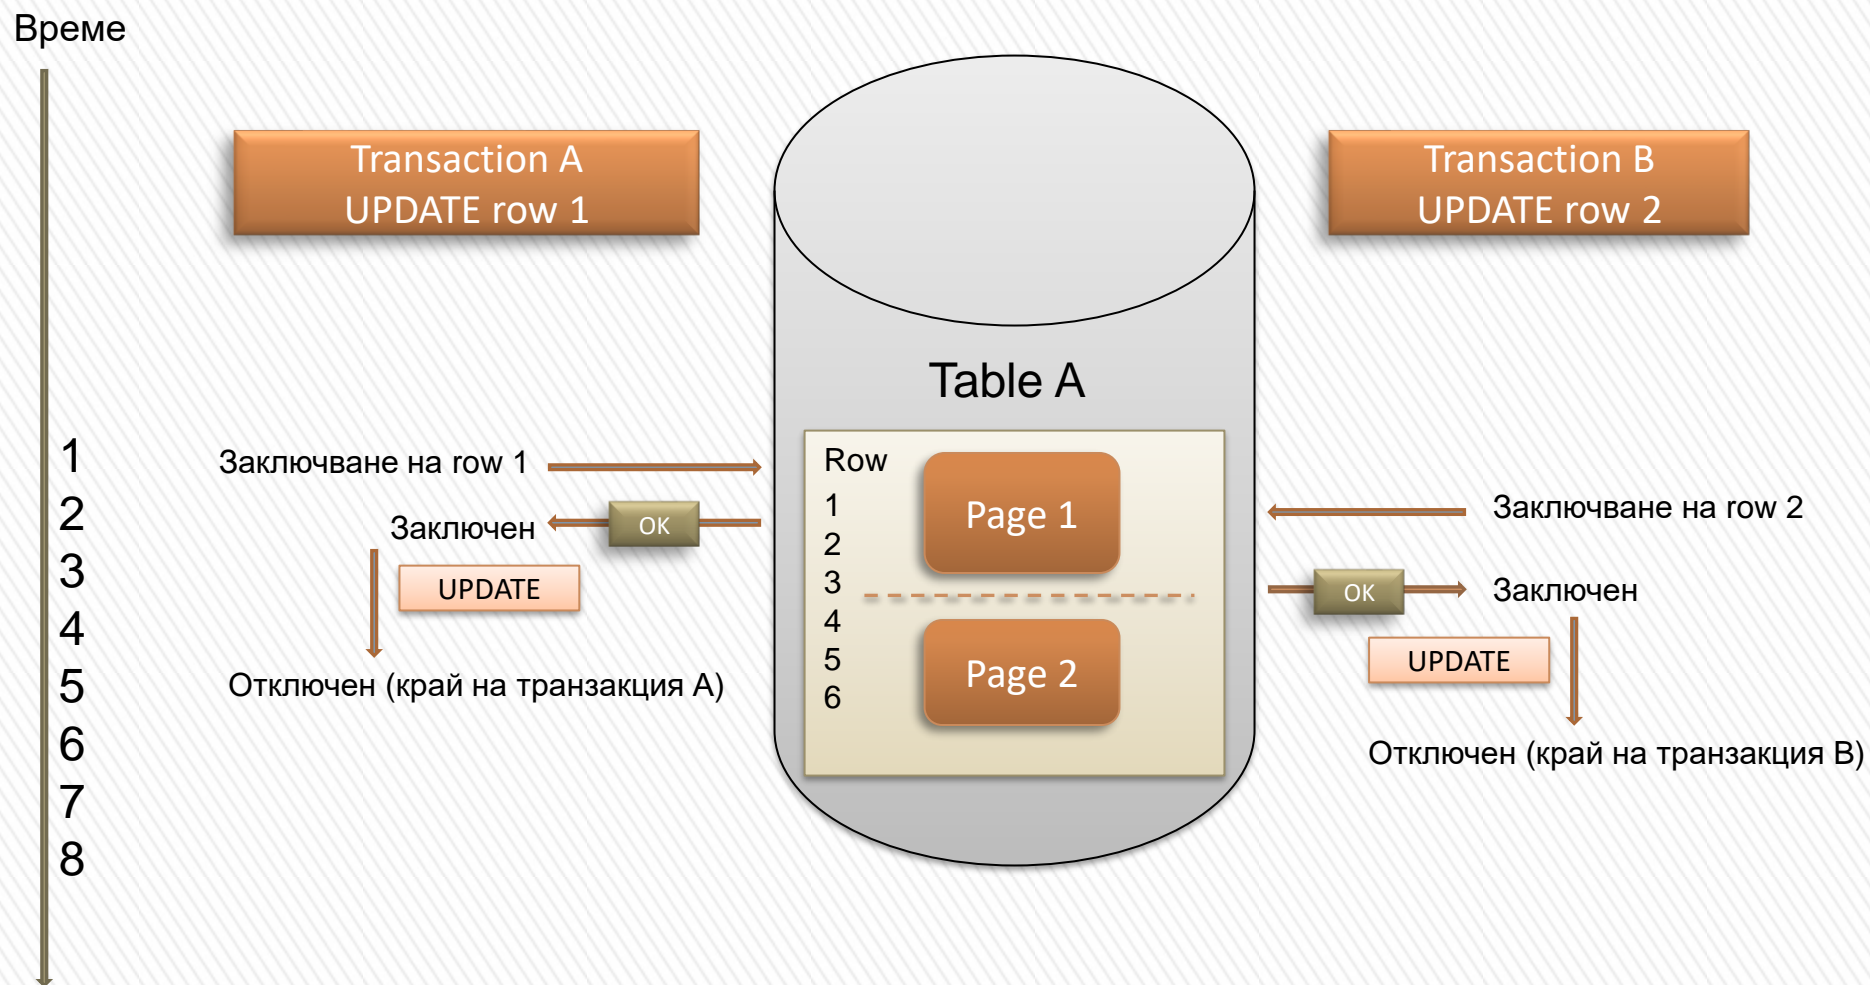 Време
Transaction A
UPDATE row 1
Transaction B
UPDATE row 2
Table A
1
2
3
4
5
6
7
8
Заключване на row 1
Заключен
OK
UPDATE
Отключен (край на транзакция A)
Row
1
2
3
4
5
6
Page 1
Page 2
Заключване на row 2
OK
Заключен
UPDATE
Отключен (край на транзакция B)